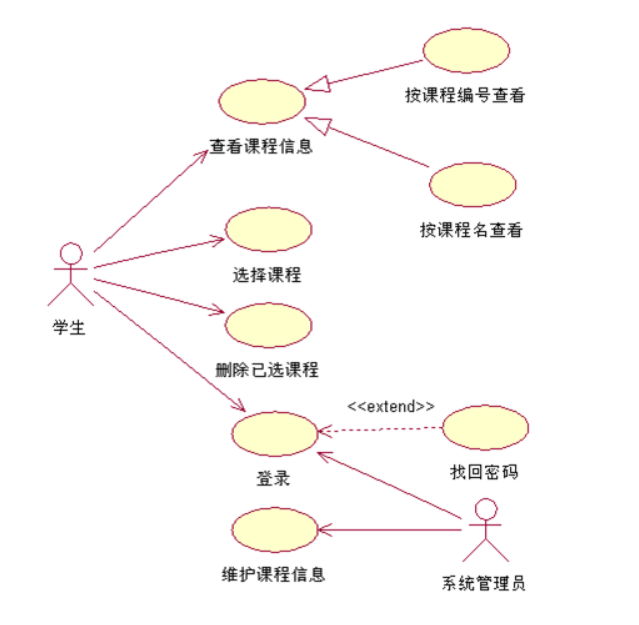 按课程编号查看
查看课程信息
按课程名查看
选择课程
学生
删除已选课程
<<extend>>
登录
找回密码
维护课程信息
系统管理员